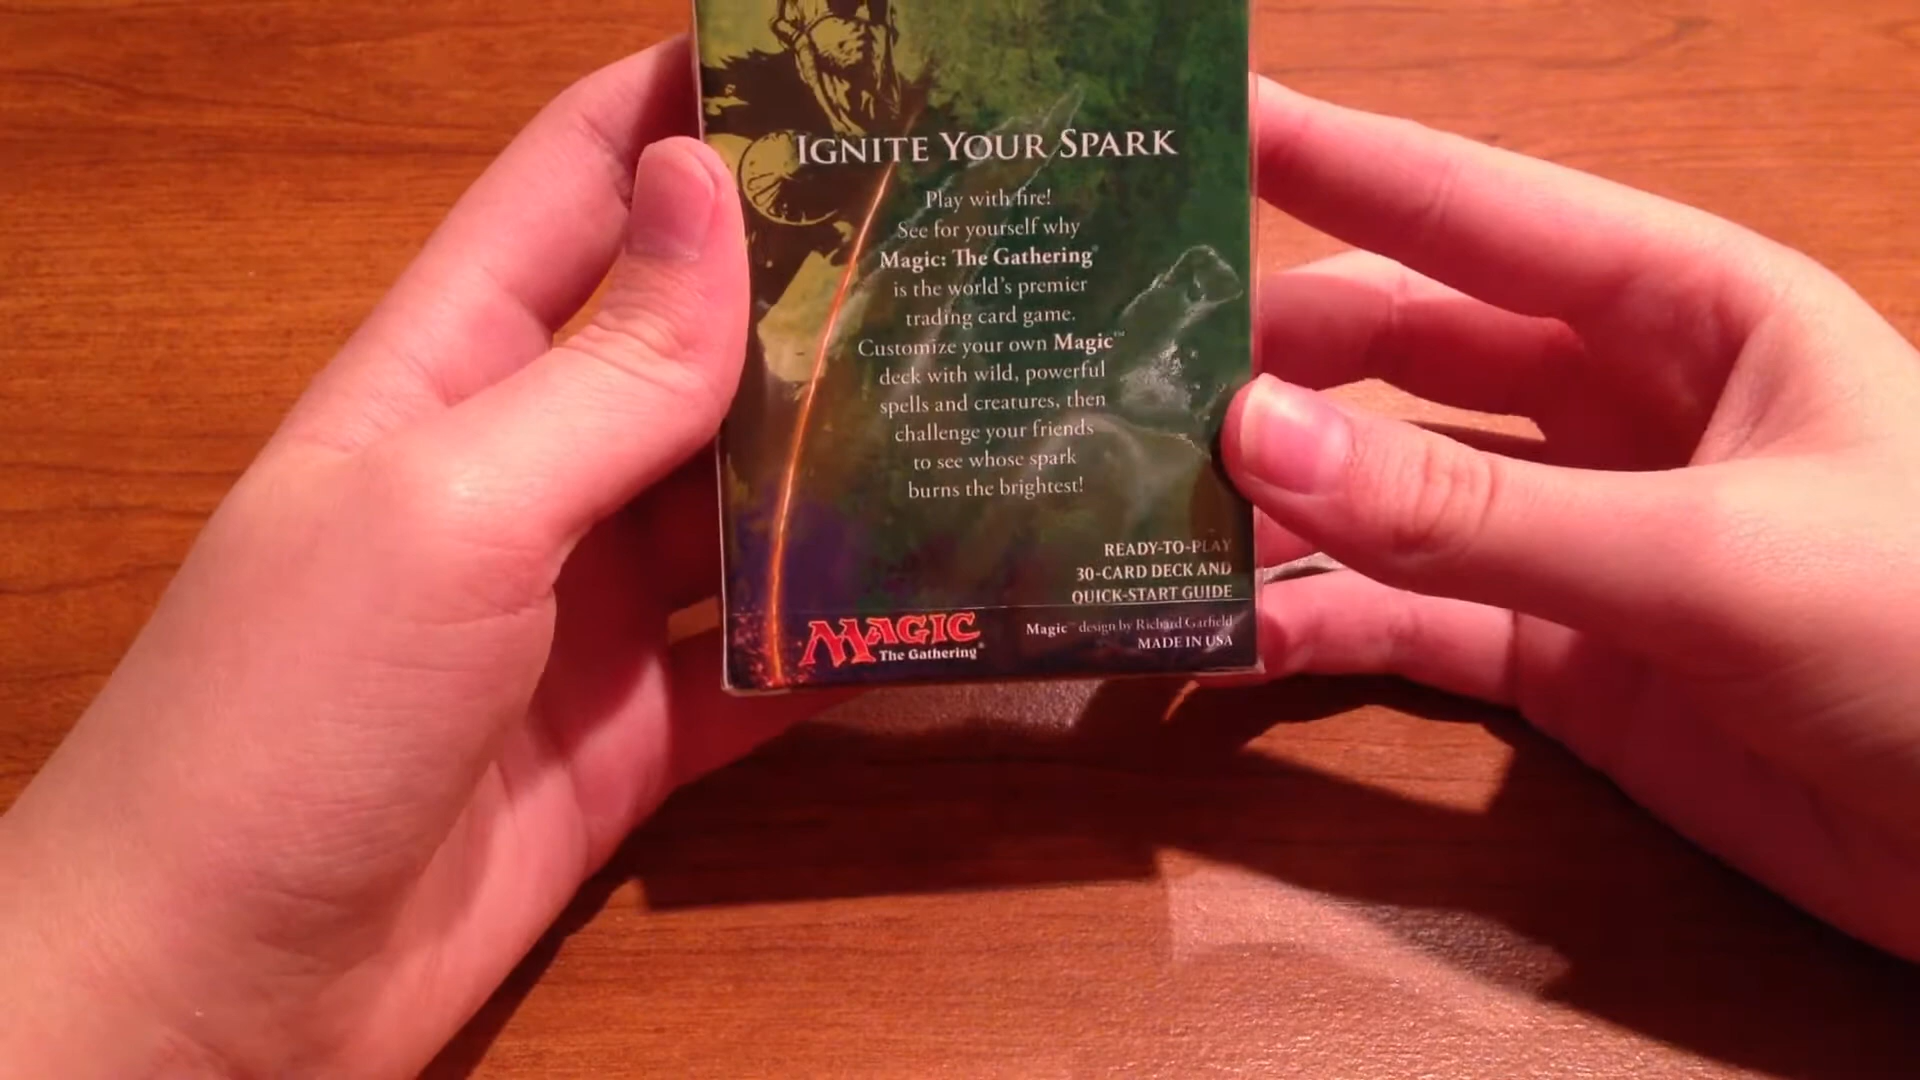 IGNITE YOUR SPARK
Play with fire!
See for yourself why
Magic: The Gathering®
is the world's premier
trading card game.
Customize your own Magic™
deck with wild, powerful
spells and creatures, then
challenge your friends
to see whose spark
burns the brightest!
READY-TO-PLAY
30-CARD DECK AND
QUICK-START GUIDE
MAGIC
The Gathering®
Magic™ design by Richard Garfield
MADE IN USA